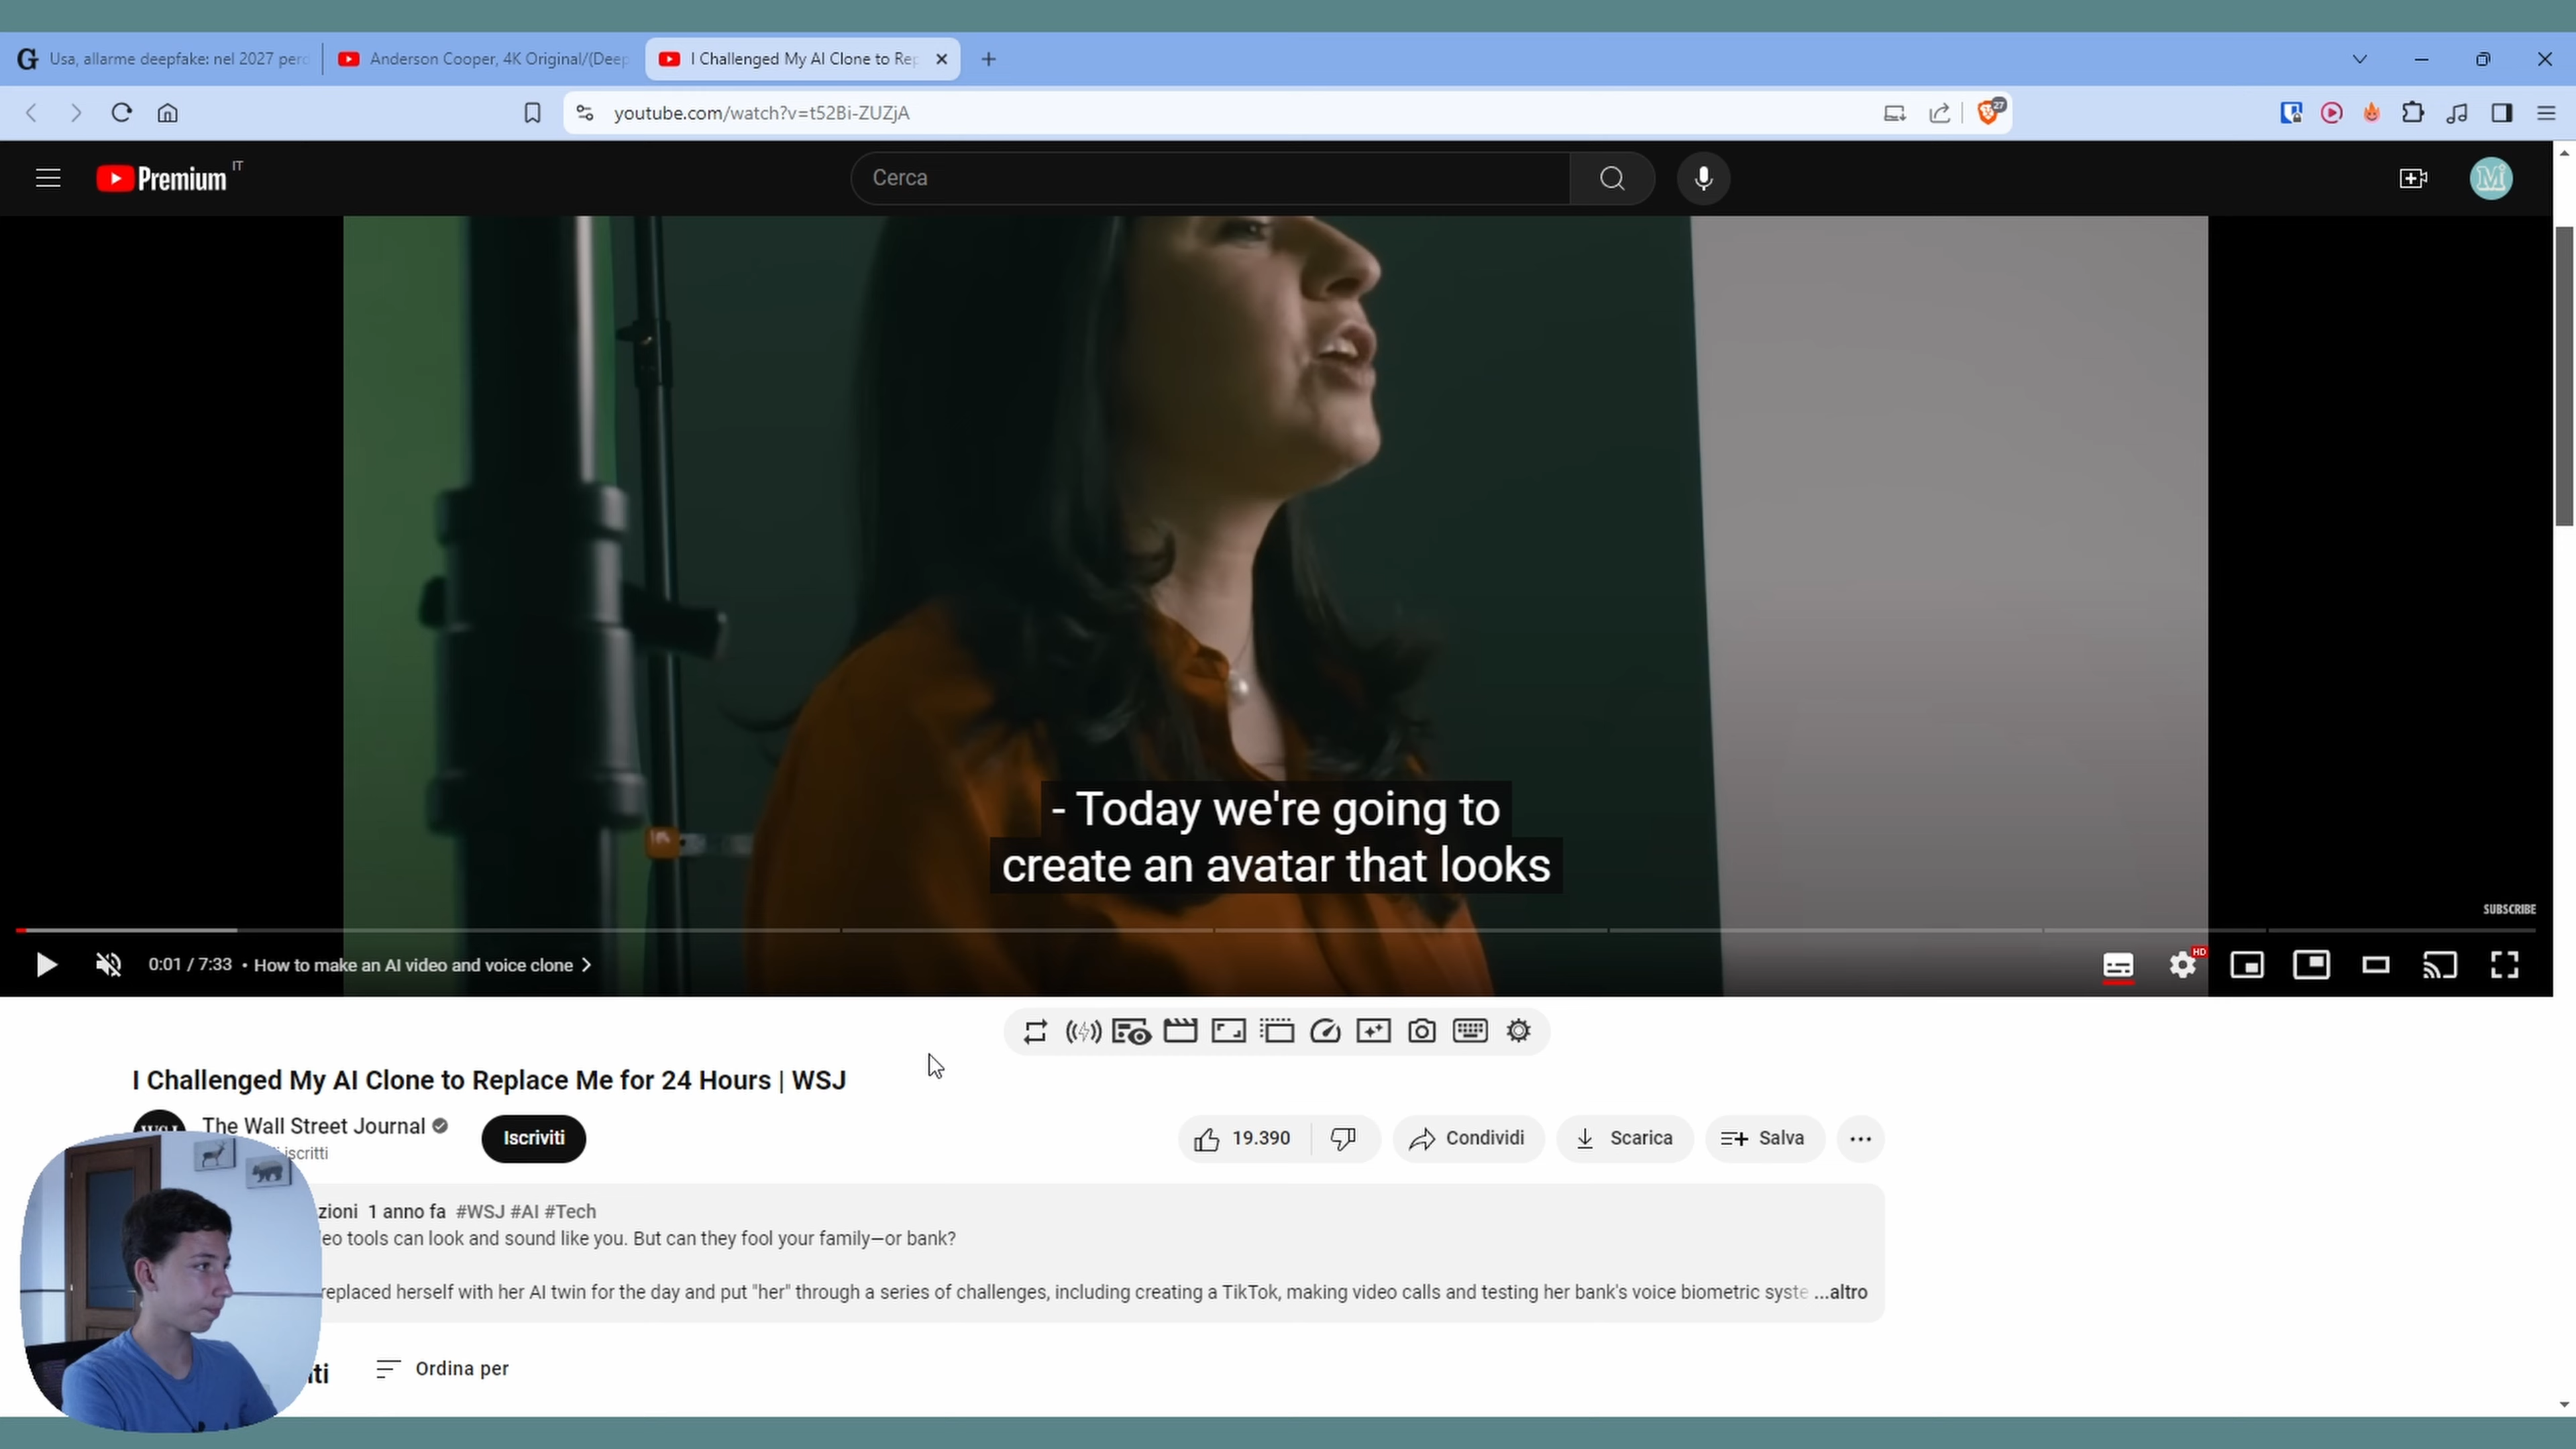 G Usa, allarme deepfake: nel 2027 perd
Anderson Cooper, 4K Original/(Deep
I Challenged My AI Clone to Rep
youtube.com/watch?v=t52Bi-ZUZjA
27
Premium IT
Cerca
Mi
- Today we're going to
create an avatar that looks
SUBSCRIBE
0:01 / 7:33 • How to make an AI video and voice clone
HD
I Challenged My AI Clone to Replace Me for 24 Hours | WSJ
WSJ
The Wall Street Journal
iscritti
Iscriviti
19.390
Condividi
Scarica
Salva
zioni 1 anno fa #WSJ #AI #Tech
eo tools can look and sound like you. But can they fool your family—or bank?
replaced herself with her AI twin for the day and put "her" through a series of challenges, including creating a TikTok, making video calls and testing her bank's voice biometric syste ...altro
ti
Ordina per